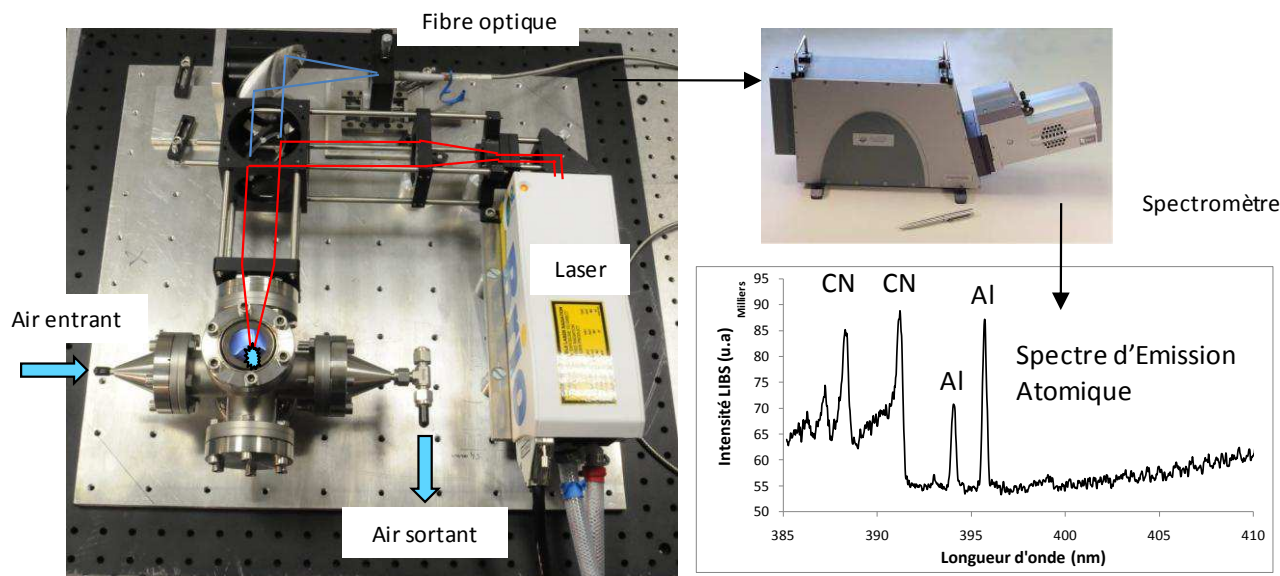 Fibre optique
Laser
Air entrant
Air sortant
Spectromètre
Milliers
Intensité LIBS (u.a)
95
90
85
80
75
70
65
60
55
50
CN
CN
Al
Al
Spectre d'Emission
Atomique
385
391
395
400
405
410
Longueur d'onde (nm)